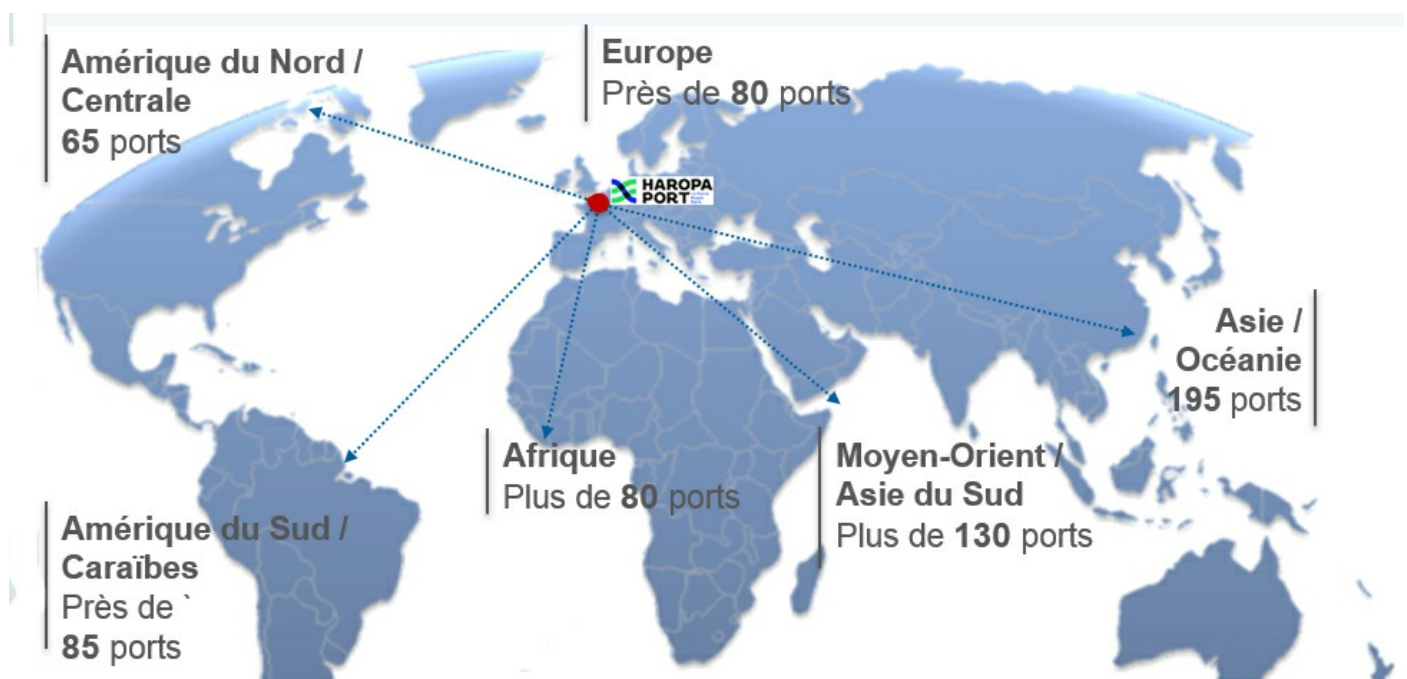 Amérique du Nord /
Centrale
65 ports
Europe
Près de 80 ports
HAROPA
PORT
Asie /
Océanie
195 ports
Afrique
Plus de 80 ports
Moyen-Orient /
Asie du Sud
Plus de 130 ports
Amérique du Sud /
Caraïbes
Près de `
85 ports